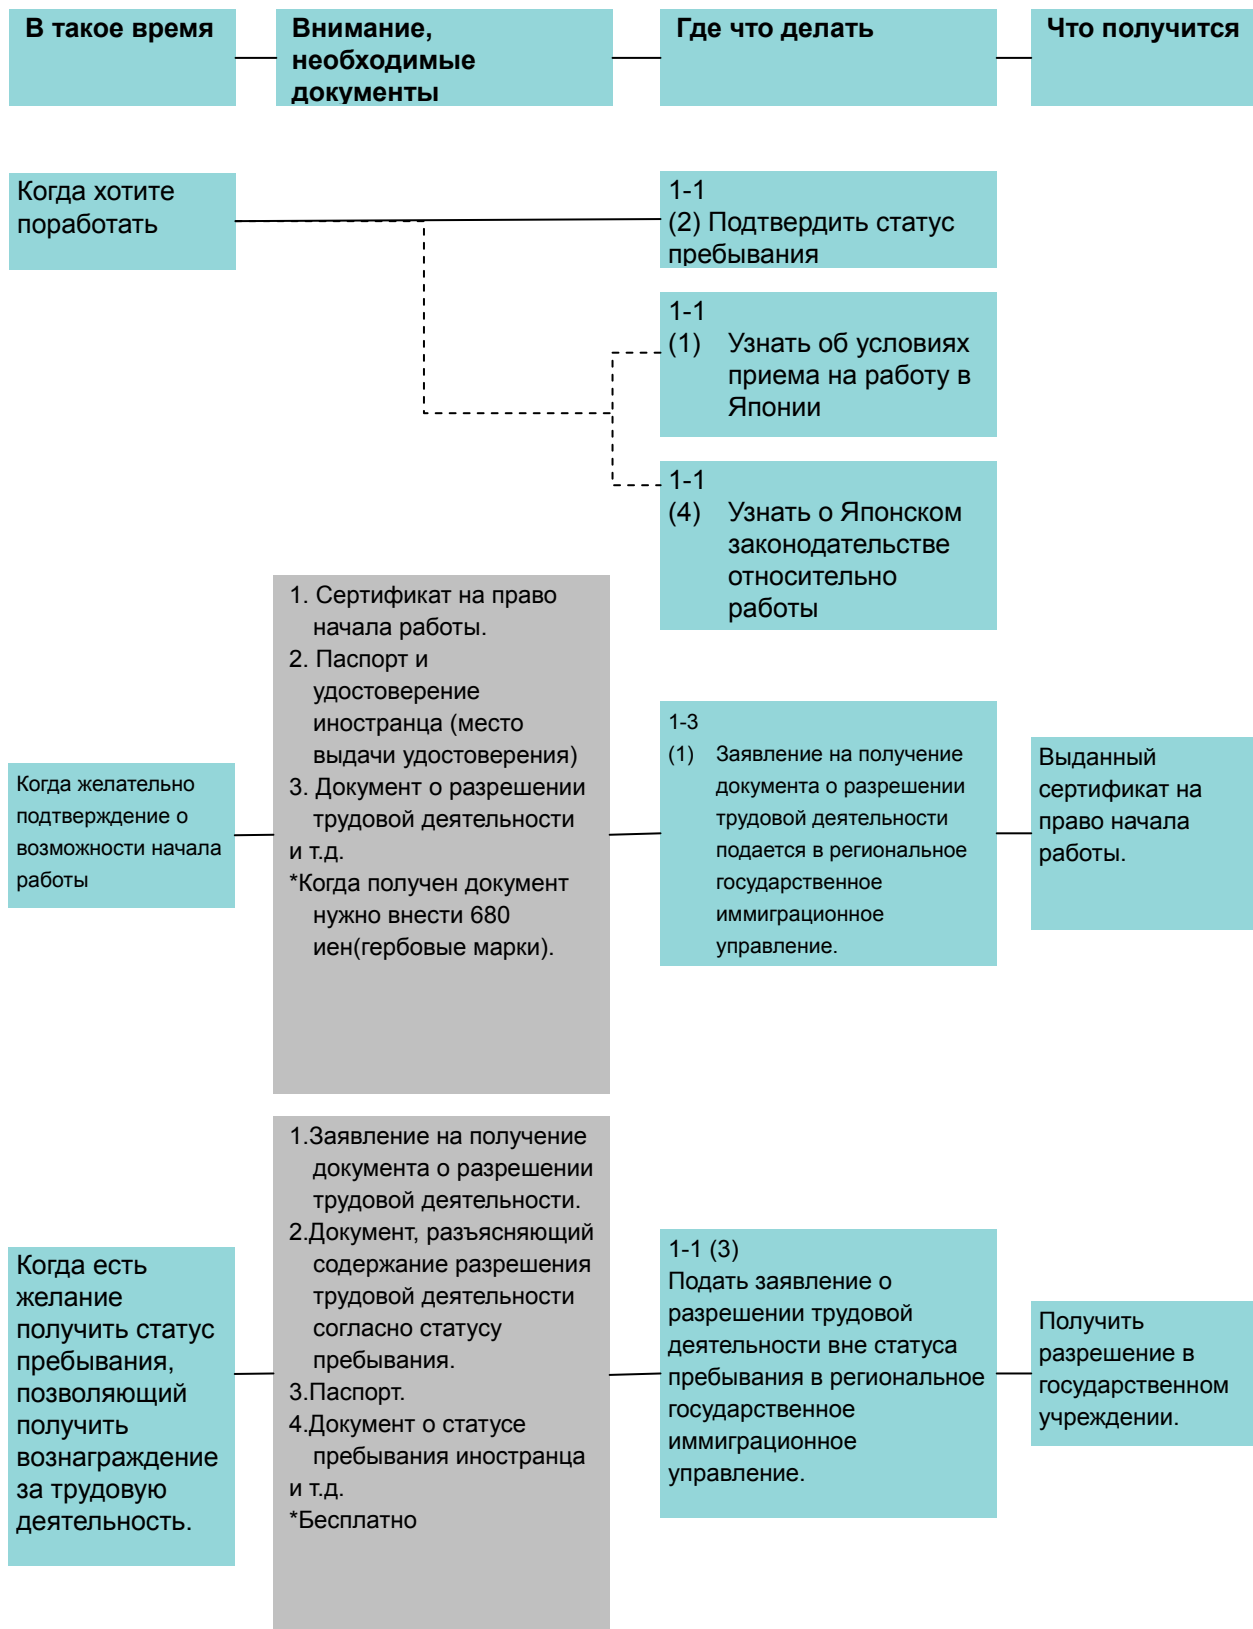 В такое время
Внимание,
необходимые
документы
Где что делать
Что получится
Когда хотите
поработать
1-1
(2) Подтвердить статус
пребывания
1-1
(1) Узнать об условиях
приема на работу в
Японии
1-1
(4) Узнать о Японском
законодательстве
относительно
работы
Когда желательно
подтверждение о
возможности начала
работы
1. Сертификат на право
начала работы.
2. Паспорт и
удостоверение
иностранца (место
выдачи удостоверения)
3. Документ о разрешении
трудовой деятельности
и т.д.
*Когда получен документ
нужно внести 680
иен(гербовые марки).
1-3
(1) Заявление на получение
документа о разрешении
трудовой деятельности
подается в региональное
государственное
иммиграционное
управление.
Выданный
сертификат на
право начала
работы.
Когда есть
желание
получить статус
пребывания,
позволяющий
получить
вознаграждение
за трудовую
деятельность.
1.Заявление на получение
документа о разрешении
трудовой деятельности.
2.Документ, разъясняющий
содержание разрешения
трудовой деятельности
согласно статусу
пребывания.
3.Паспорт.
4.Документ о статусе
пребывания иностранца
и т.д.
*Бесплатно
1-1 (3)
Подать заявление о
разрешении трудовой
деятельности вне статуса
пребывания в региональное
государственное
иммиграционное
управление.
Получить
разрешение в
государственном
учреждении.